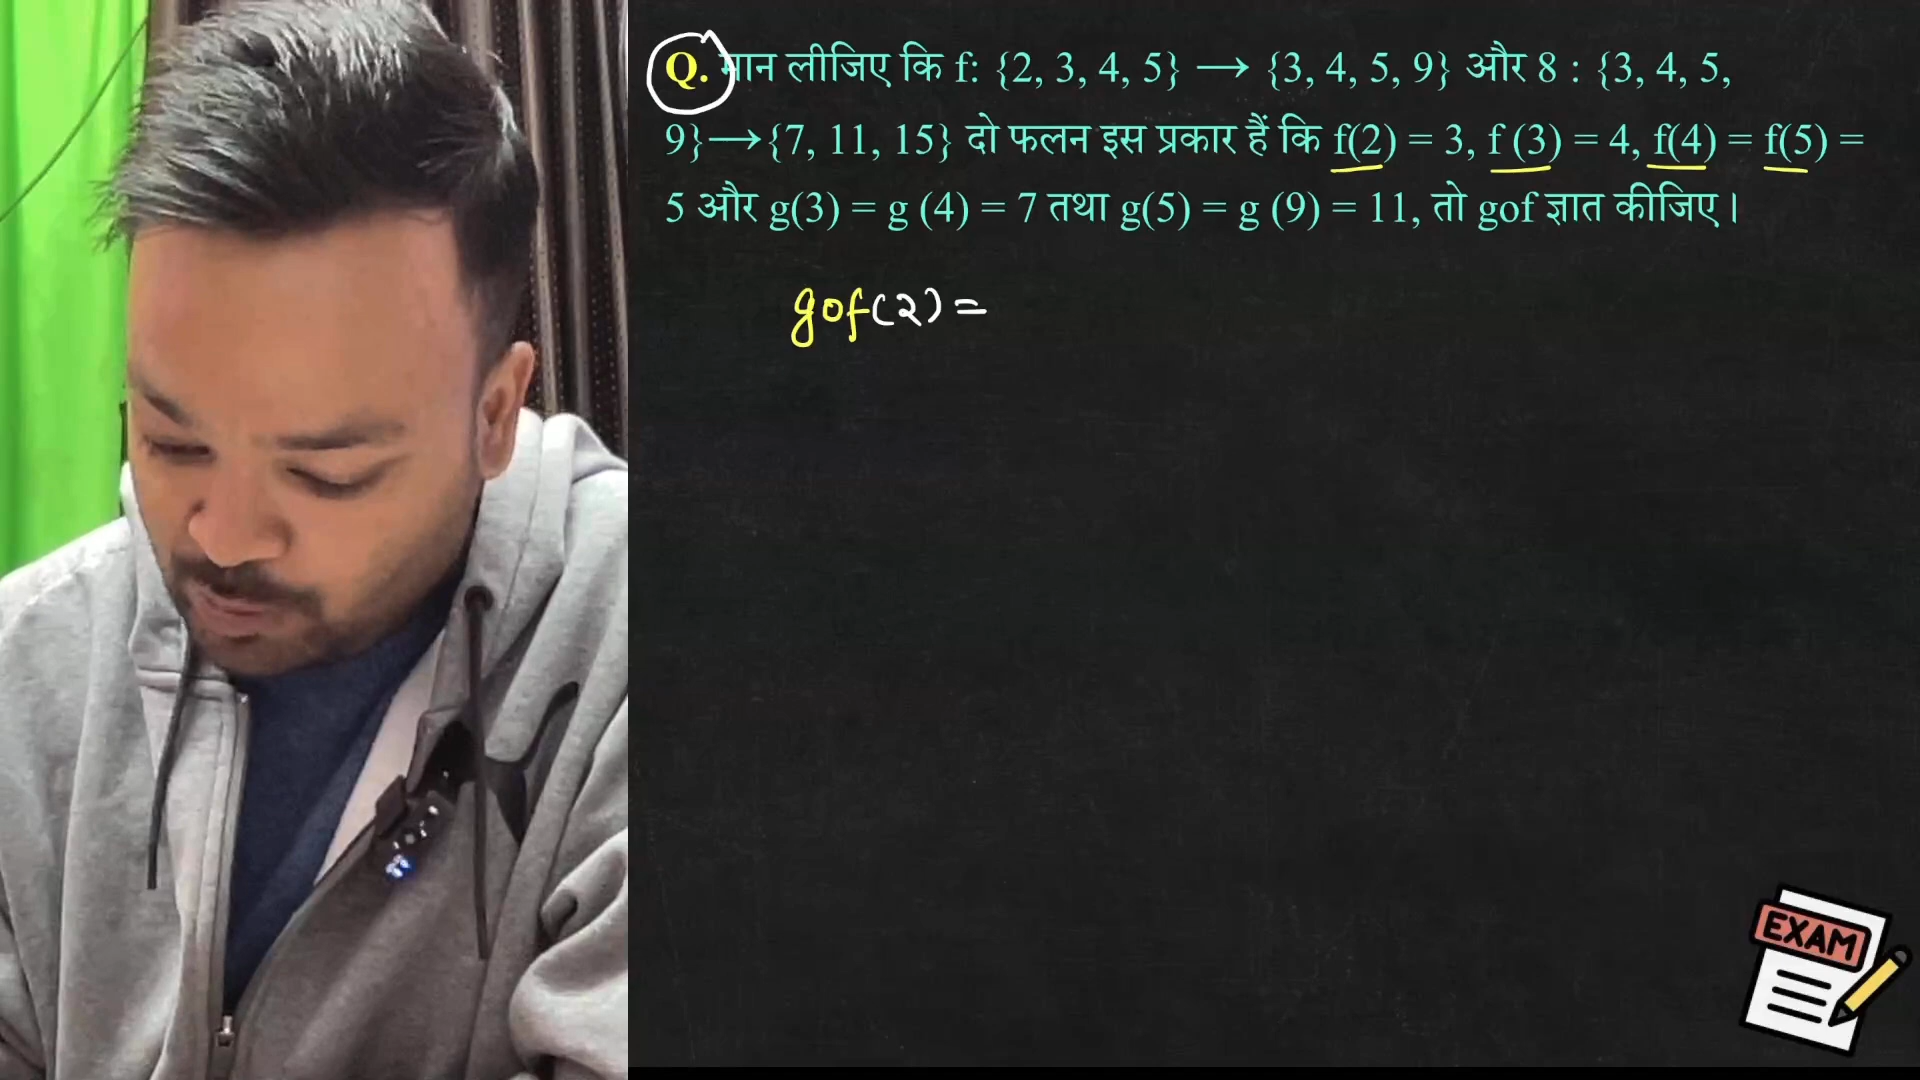 Q. मान लीजिए कि f: {2, 3, 4, 5} ⟶ {3, 4, 5, 9} और 8 : {3, 4, 5,
9}⟶{7, 11, 15} दो फलन इस प्रकार हैं कि f(2) = 3, f (3) = 4, f(4) = f(5) =
5 और g(3) = g (4) = 7 तथा g(5) = g (9) = 11, तो gof ज्ञात कीजिए।
gof(2) =
EXAM